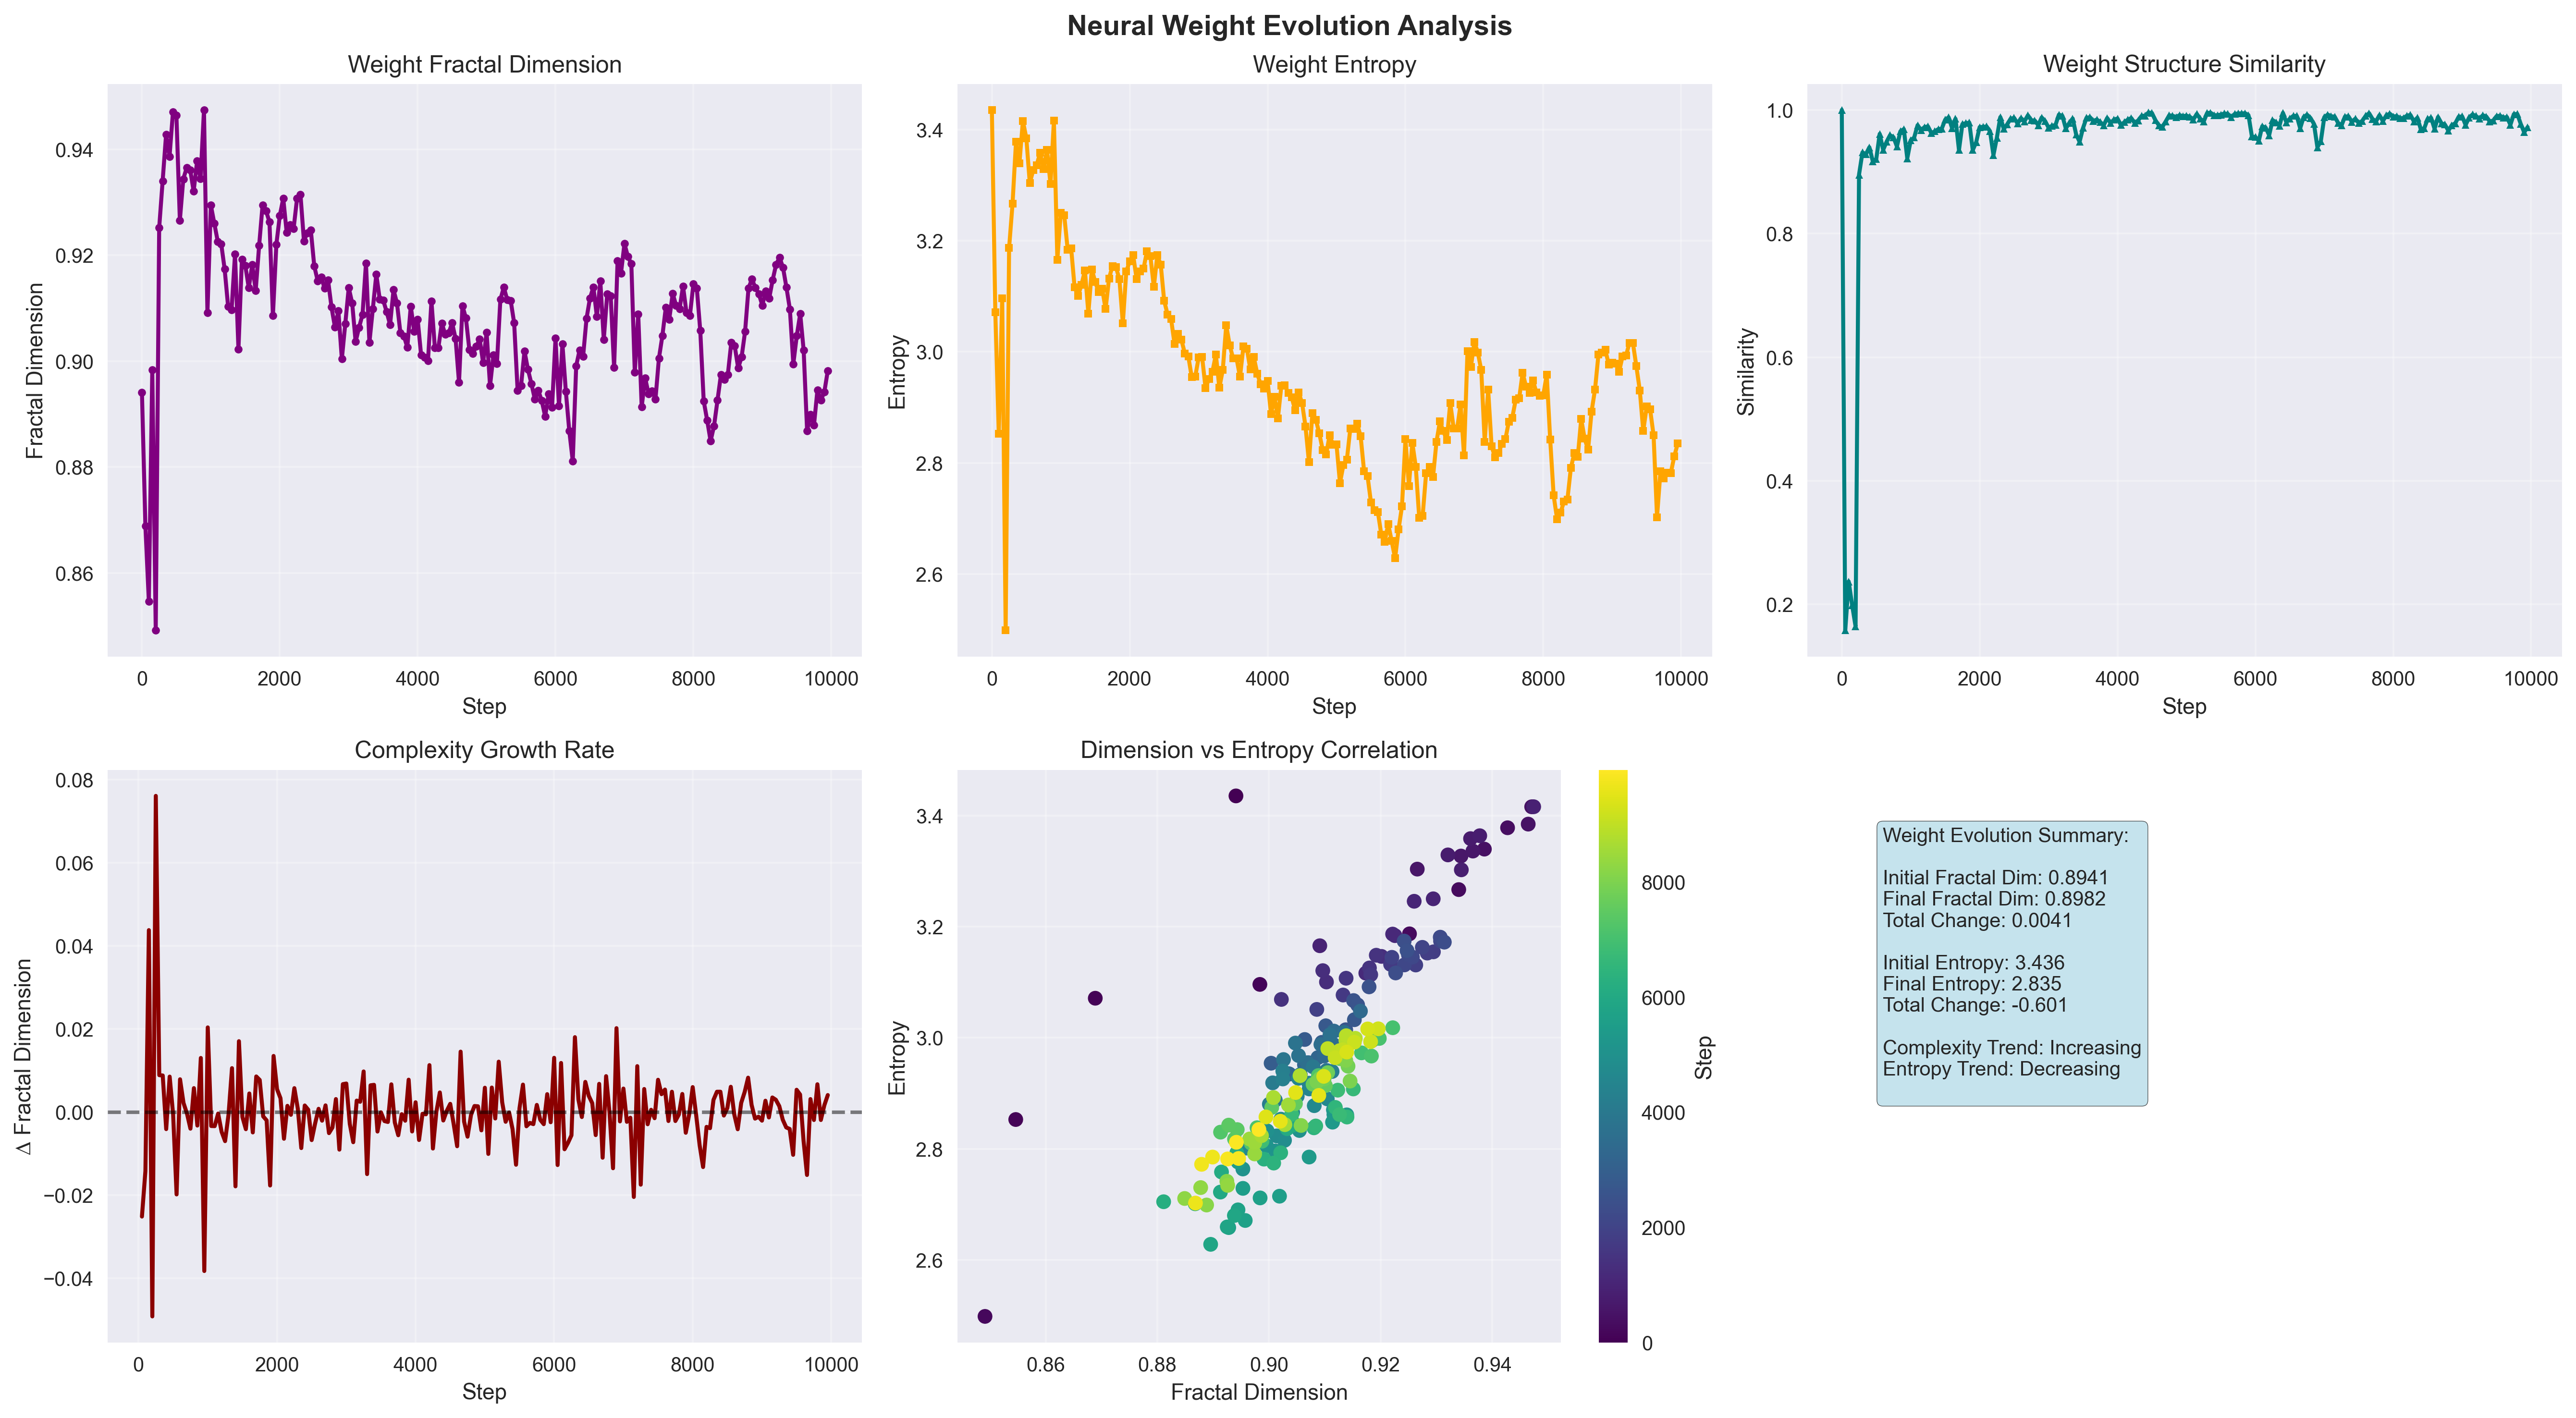 Neural Weight Evolution Analysis
Weight Fractal Dimension
0.94
0.92
0.90
0.88
0.86
Fractal Dimension
0 2000 4000 6000 8000 10000
Step
Weight Entropy
3.4
3.2
3.0
2.8
2.6
Entropy
0 2000 4000 6000 8000 10000
Step
Weight Structure Similarity
1.0
0.8
0.6
0.4
0.2
Similarity
0 2000 4000 6000 8000 10000
Step
Complexity Growth Rate
0.08
0.06
0.04
0.02
0.00
−0.02
−0.04
Δ Fractal Dimension
0 2000 4000 6000 8000 10000
Step
Dimension vs Entropy Correlation
3.4
3.2
3.0
2.8
2.6
Entropy
0.86 0.88 0.90 0.92 0.94
Fractal Dimension
8000
6000
4000
2000
0
Step
Weight Evolution Summary:
Initial Fractal Dim: 0.8941
Final Fractal Dim: 0.8982
Total Change: 0.0041
Initial Entropy: 3.436
Final Entropy: 2.835
Total Change: -0.601
Complexity Trend: Increasing
Entropy Trend: Decreasing